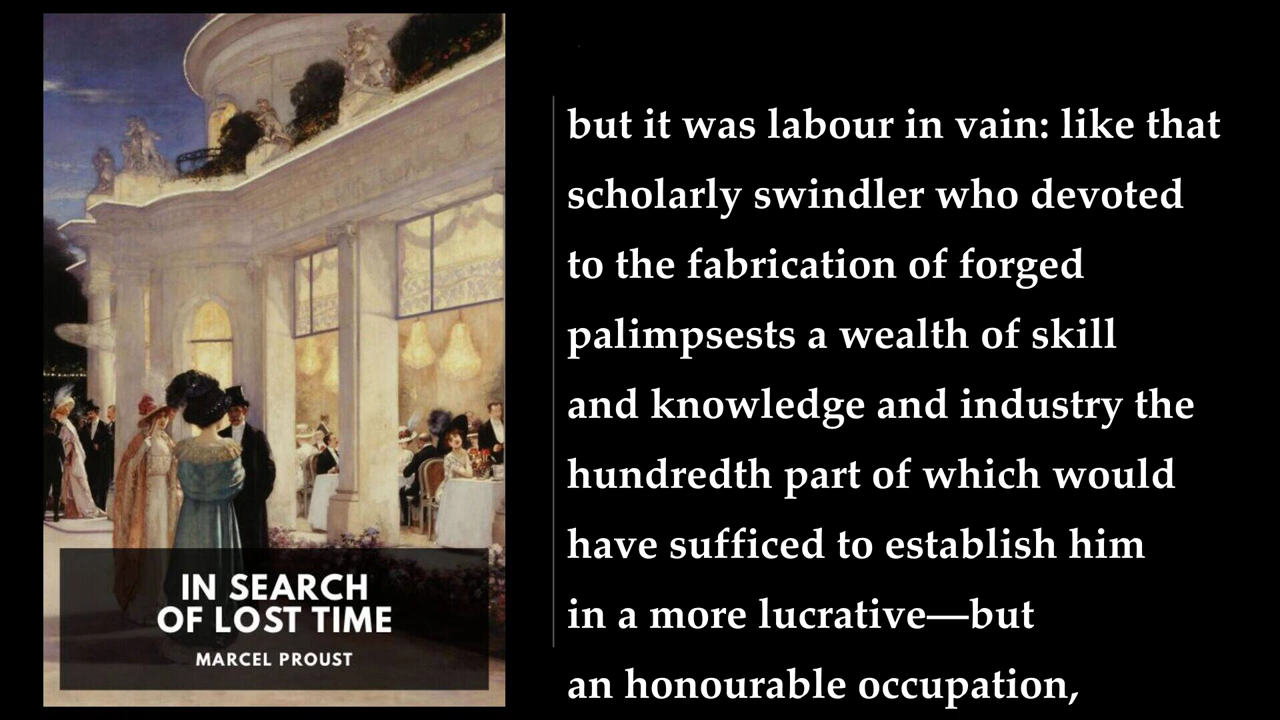 IN SEARCH
OF LOST TIME
MARCEL PROUST
but it was labour in vain: like that
scholarly swindler who devoted
to the fabrication of forged
palimpsests a wealth of skill
and knowledge and industry the
hundredth part of which would
have sufficed to establish him
in a more lucrative—but
an honourable occupation,